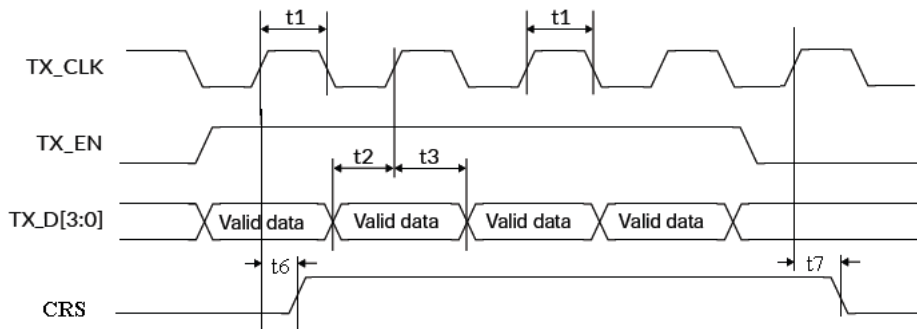 t1 t1
TX_CLK
TX_EN
t2 t3
TX_D[3:0] Valid data Valid data Valid data Valid data
t6 t7
CRS